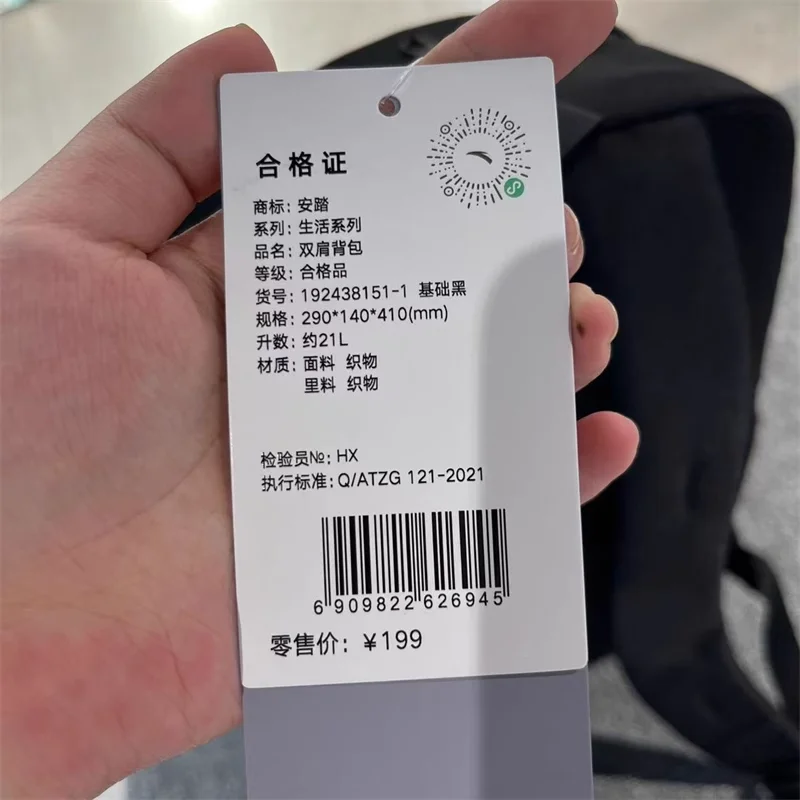 合格证
商标：安踏
系列：生活系列
品名：双肩背包
等级：合格品
货号：192438151-1 基础黑
规格：290*140*410(mm)
升数：约21L
材质：面料 织物
里料 织物
检验员№：HX
执行标准：Q/ATZG 121-2021
6 909822 626945
零售价：¥199